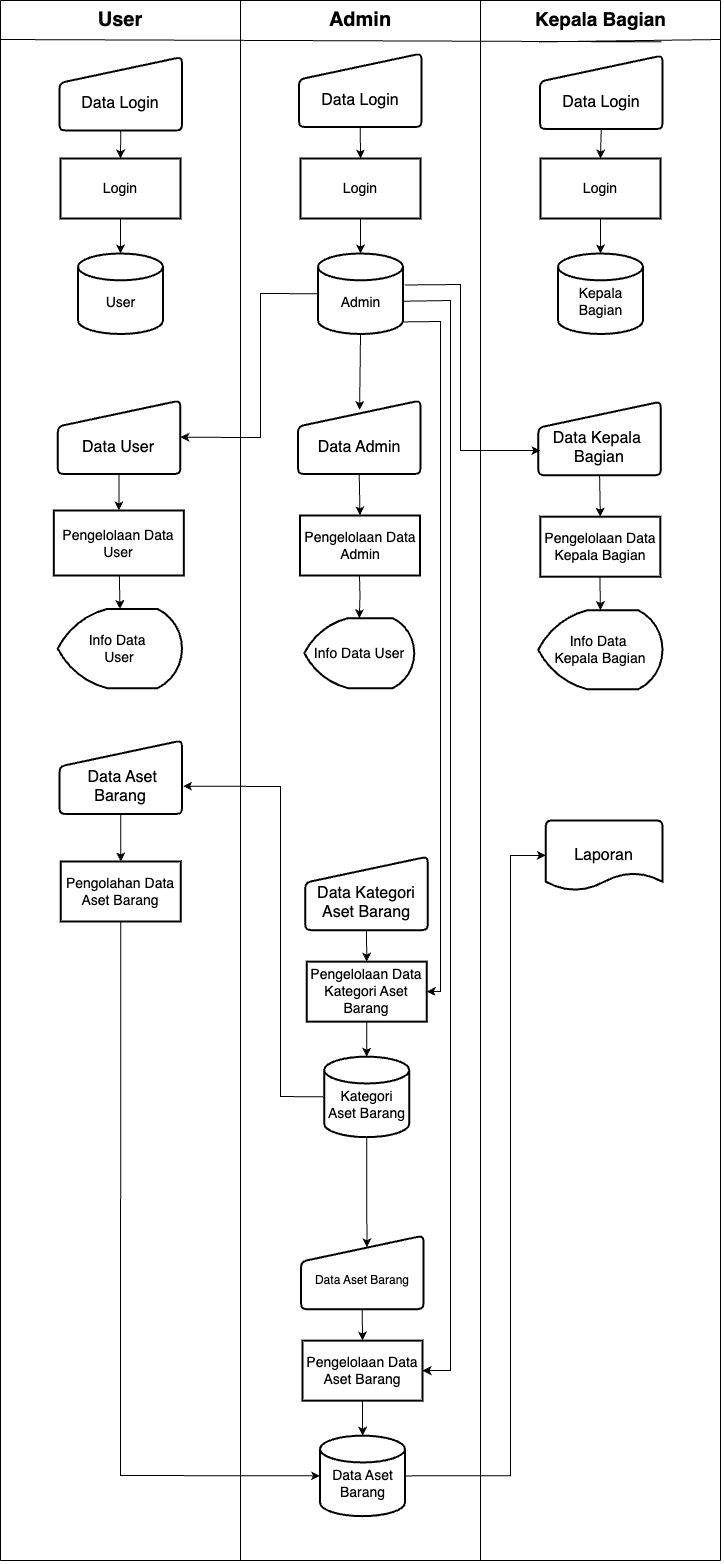 User
Admin
Kepala Bagian
Data Login
Data Login
Data Login
Login
Login
Login
User
Admin
Kepala
Bagian
Data User
Data Admin
Data Kepala
Bagian
Pengelolaan Data
User
Pengelolaan Data
Admin
Pengelolaan Data
Kepala Bagian
Info Data
User
Info Data User
Info Data
Kepala Bagian
Data Aset
Barang
Pengolahan Data
Aset Barang
Laporan
Data Kategori
Aset Barang
Pengelolaan Data
Kategori Aset
Barang
Kategori
Aset Barang
Data Aset Barang
Pengelolaan Data
Aset Barang
Data Aset
Barang